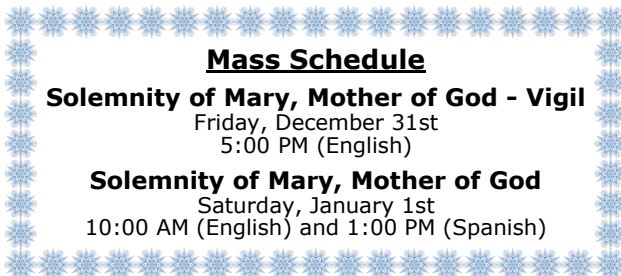 Mass Schedule
Solemnity of Mary, Mother of God - Vigil
Friday, December 31st
5:00 PM (English)
Solemnity of Mary, Mother of God
Saturday, January 1st
10:00 AM (English) and 1:00 PM (Spanish)